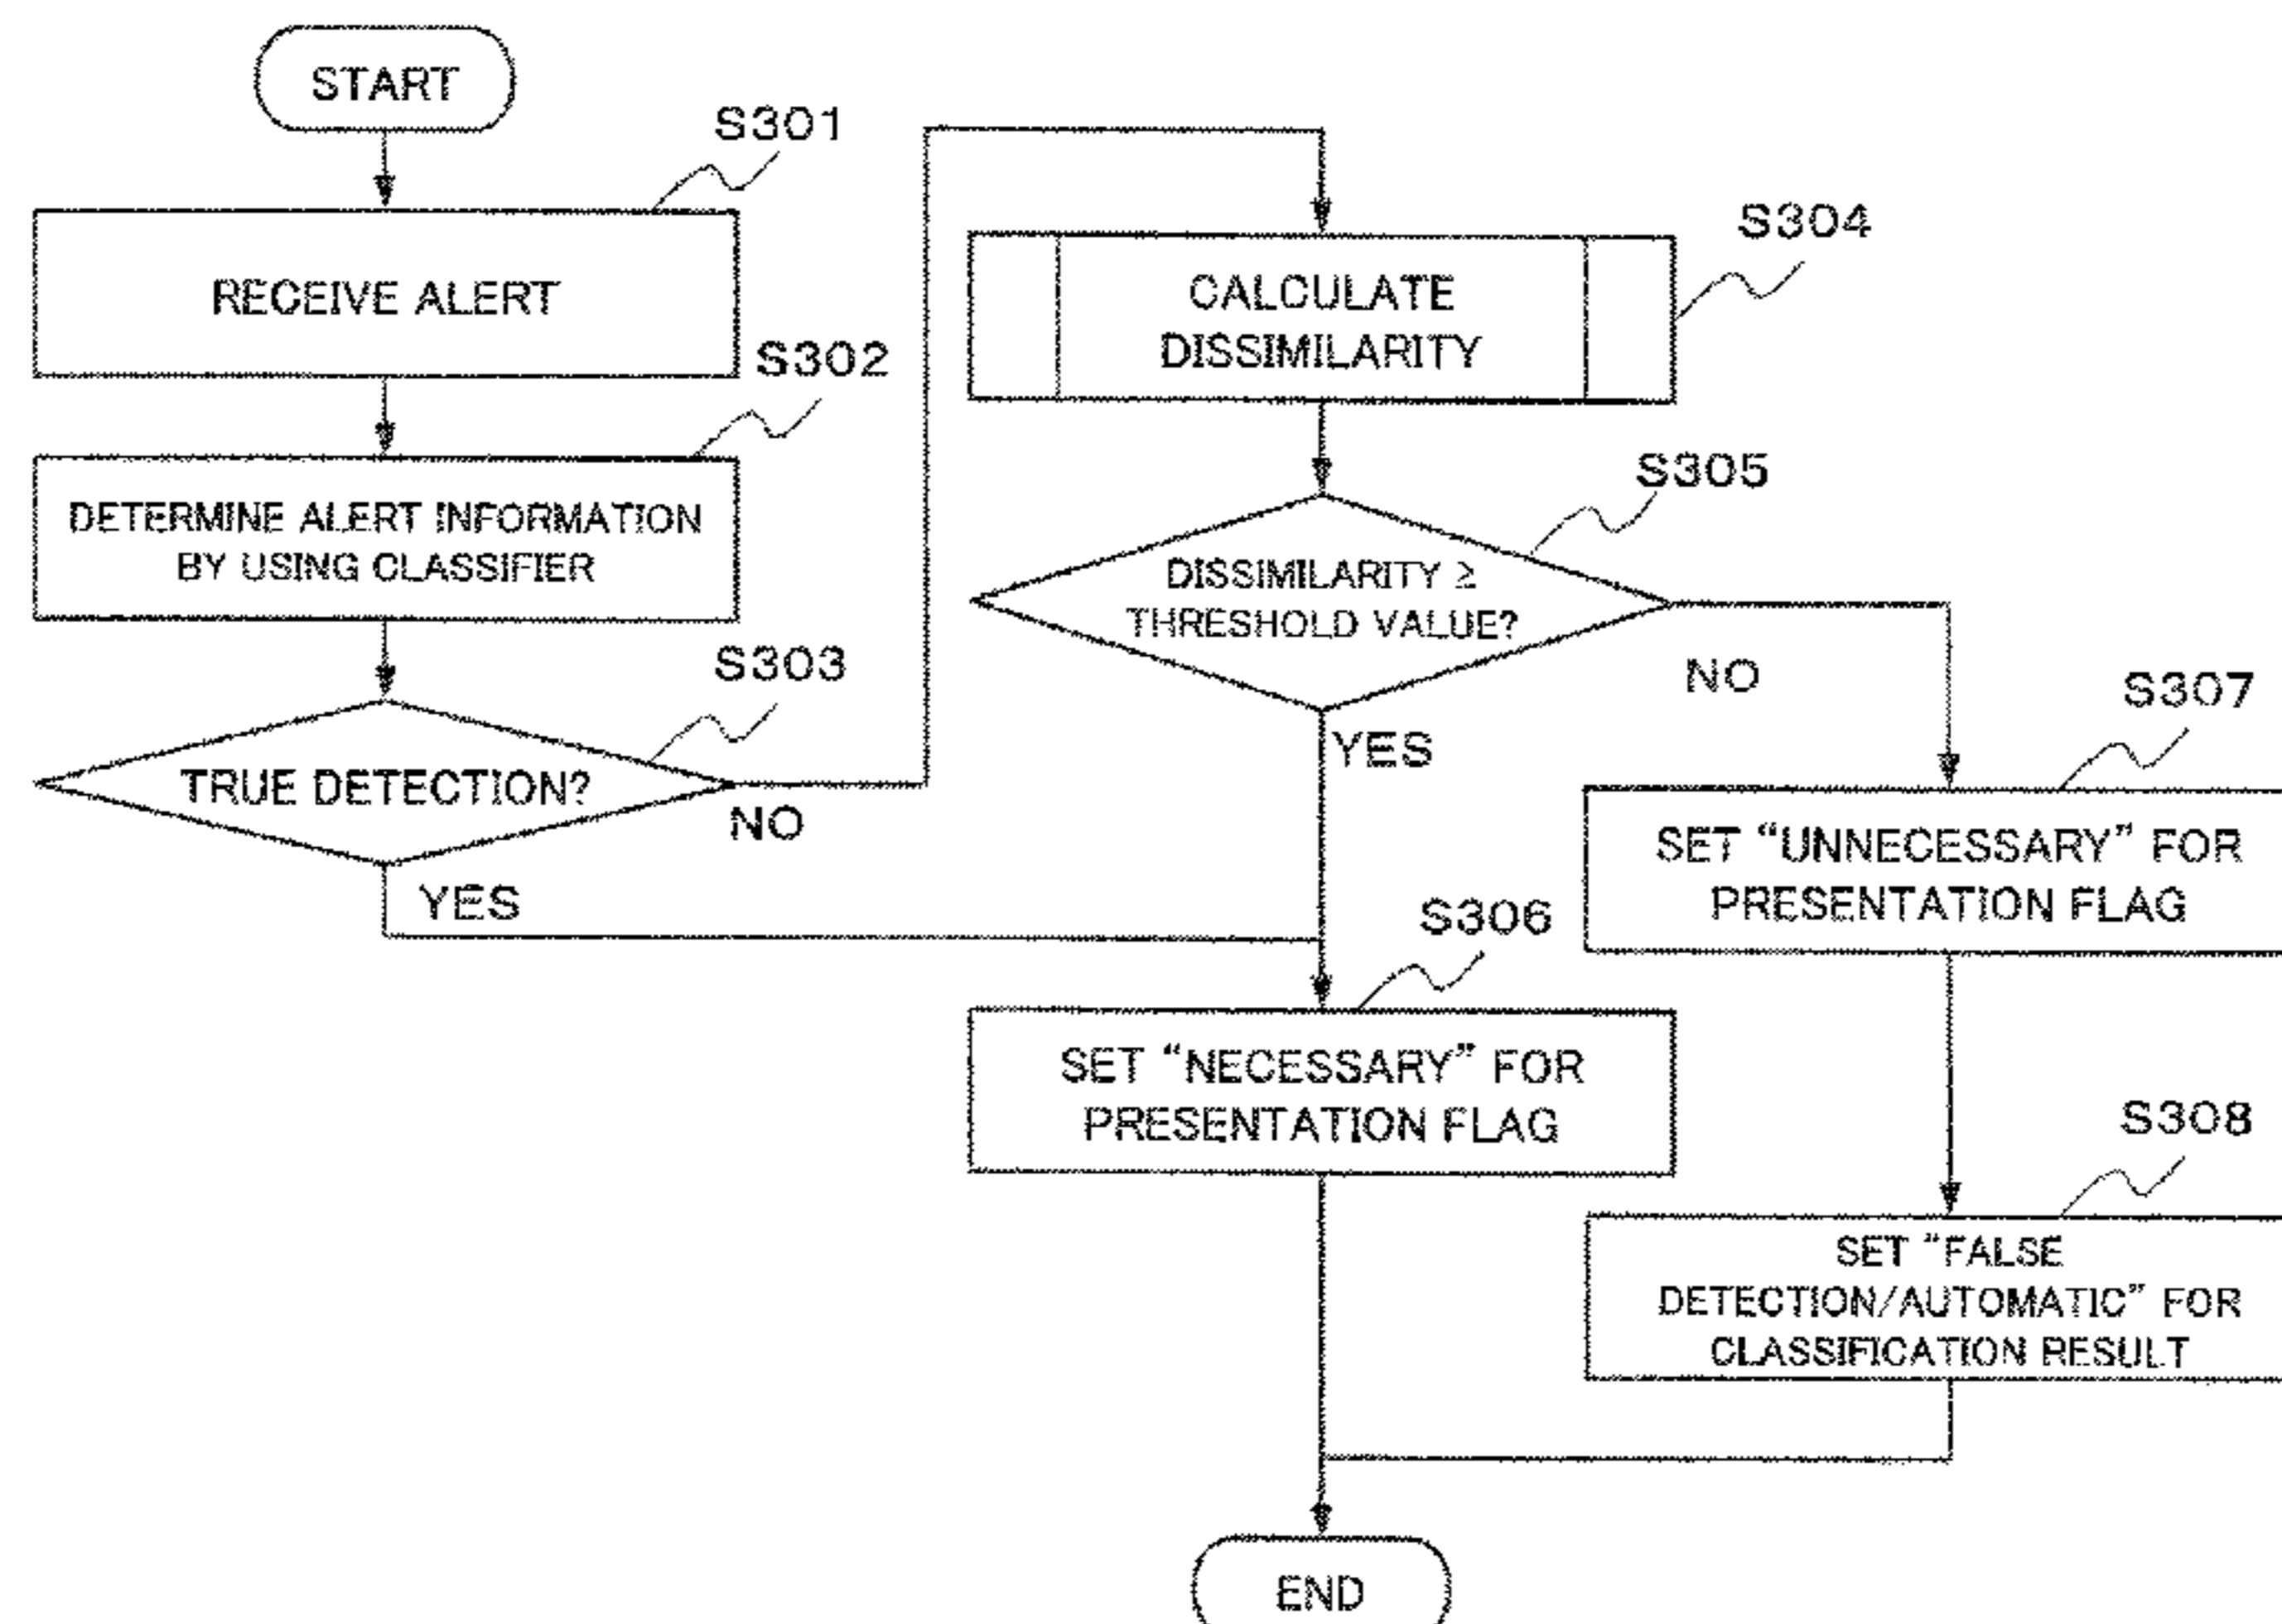 START
S301
RECEIVE ALERT
S302
DETERMINE ALERT INFORMATION
BY USING CLASSIFIER
S303
TRUE DETECTION?
NO
YES
S304
CALCULATE
DISSIMILARITY
S305
DISSIMILARITY ≥
THRESHOLD VALUE?
NO
YES
S306
SET “NECESSARY” FOR
PRESENTATION FLAG
S307
SET “UNNECESSARY” FOR
PRESENTATION FLAG
S308
SET “FALSE
DETECTION/AUTOMATIC” FOR
CLASSIFICATION RESULT
END